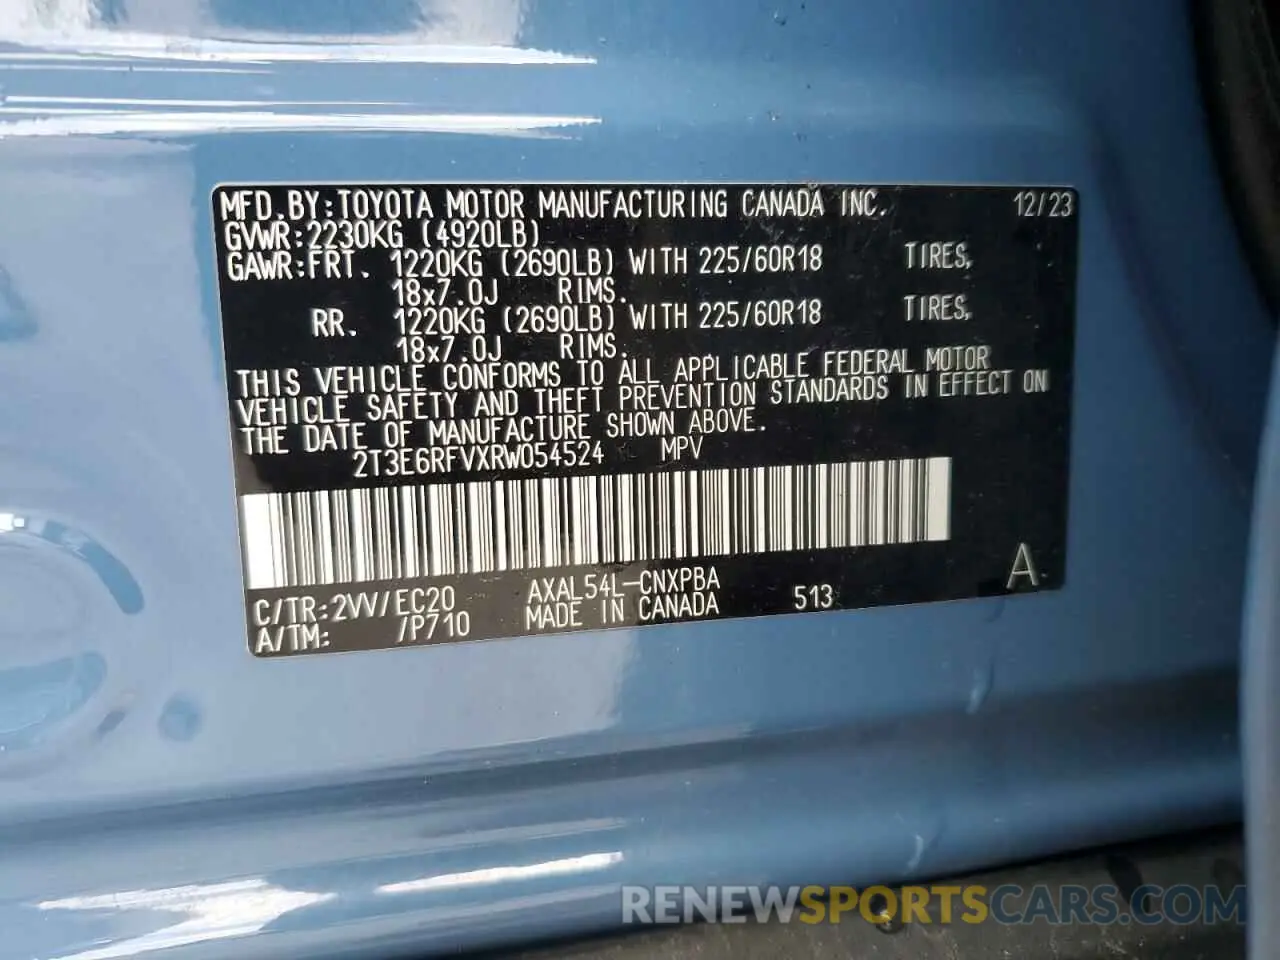 MFD.BY:TOYOTA MOTOR MANUFACTURING CANADA INC. 12/23
GVWR:2230KG (4920LB)
GAWR:FRT. 1220KG (2690LB) WITH 225/60R18 TIRES,
18x7.0J RIMS.
RR. 1220KG (2690LB) WITH 225/60R18 TIRES,
18x7.0J RIMS.
THIS VEHICLE CONFORMS TO ALL APPLICABLE FEDERAL MOTOR
VEHICLE SAFETY AND THEFT PREVENTION STANDARDS IN EFFECT ON
THE DATE OF MANUFACTURE SHOWN ABOVE.
2T3E6RFVXRW054524 MPV
A
C/TR:2VV/EC20 AXAL54L-CNXPBA 513
A/TM: /P710 MADE IN CANADA
RENEWSPORTSCARS.COM